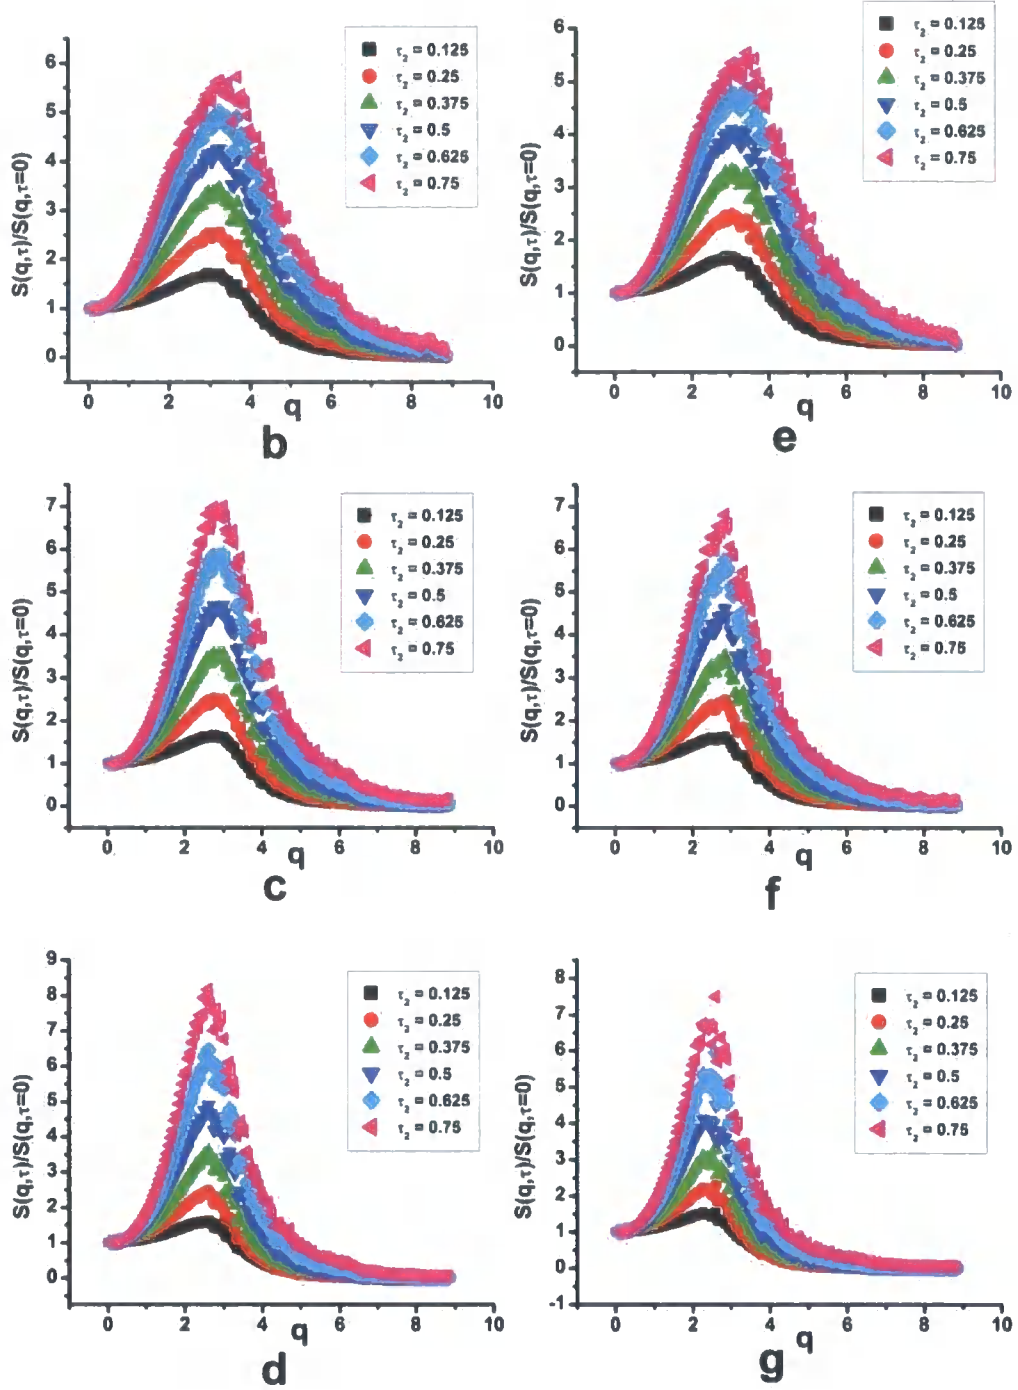 S(q,τ)/S(q,τ=0)
6
5
4
3
2
1
0
0 2 4 6 8 10
q
τ₂ = 0.125
τ₂ = 0.25
τ₂ = 0.375
τ₂ = 0.5
τ₂ = 0.625
τ₂ = 0.75
b
S(q,τ)/S(q,τ=0)
6
5
4
3
2
1
0
0 2 4 6 8 10
q
τ₂ = 0.125
τ₂ = 0.25
τ₂ = 0.375
τ₂ = 0.5
τ₂ = 0.625
τ₂ = 0.75
e
S(q,τ)/S(q,τ=0)
7
6
5
4
3
2
1
0
0 2 4 6 8 10
q
τ₂ = 0.125
τ₂ = 0.25
τ₂ = 0.375
τ₂ = 0.5
τ₂ = 0.625
τ₂ = 0.75
c
S(q,τ)/S(q,τ=0)
7
6
5
4
3
2
1
0
0 2 4 6 8 10
q
τ₂ = 0.125
τ₂ = 0.25
τ₂ = 0.375
τ₂ = 0.5
τ₂ = 0.625
τ₂ = 0.75
f
S(q,τ)/S(q,τ=0)
9
8
7
6
5
4
3
2
1
0
0 2 4 6 8 10
q
τ₂ = 0.125
τ₂ = 0.25
τ₂ = 0.375
τ₂ = 0.5
τ₂ = 0.625
τ₂ = 0.75
d
S(q,τ)/S(q,τ=0)
8
7
6
5
4
3
2
1
0
-1
0 2 4 6 8 10
q
τ₂ = 0.125
τ₂ = 0.25
τ₂ = 0.375
τ₂ = 0.5
τ₂ = 0.625
τ₂ = 0.75
g